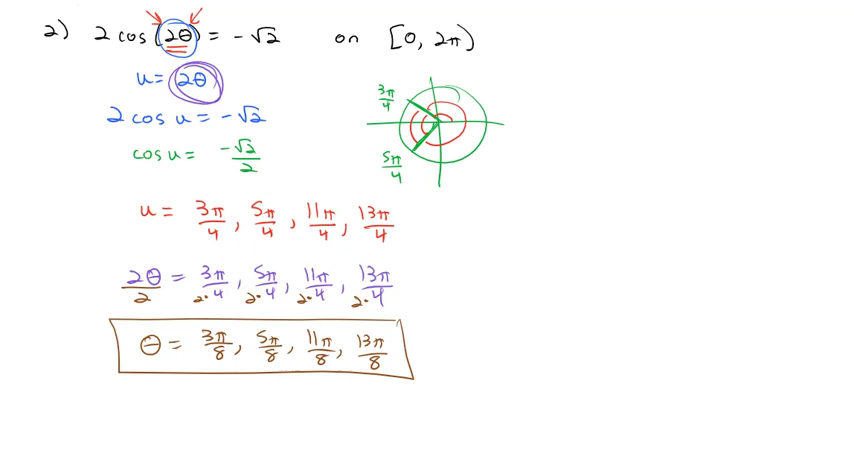 2) 2 cos (2θ) = -√2 on [0, 2π)
u = 2θ
2 cos u = -√2
cos u = -√2/2
3π/4
5π/4
u = 3π/4, 5π/4, 11π/4, 13π/4
2θ/2 = 3π/2·4, 5π/2·4, 11π/2·4, 13π/2·4
θ = 3π/8, 5π/8, 11π/8, 13π/8